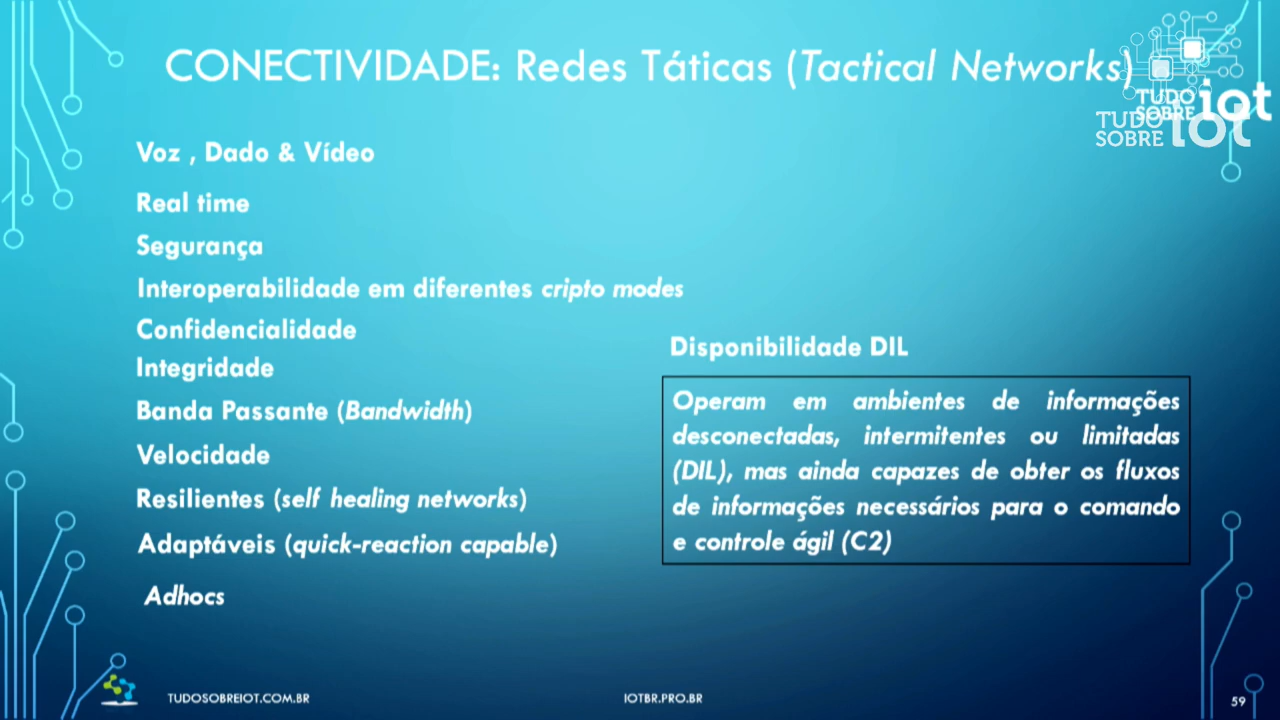 CONECTIVIDADE: Redes Táticas (Tactical Networks)
TUDO
SOBRE iot
TUDO
SOBRE iot
Voz , Dado & Vídeo
Real time
Segurança
Interoperabilidade em diferentes cripto modes
Confidencialidade
Integridade
Banda Passante (Bandwidth)
Velocidade
Resilientes (self healing networks)
Adaptáveis (quick-reaction capable)
Adhocs
Disponibilidade DIL
Operam em ambientes de informações
desconectadas, intermitentes ou limitadas
(DIL), mas ainda capazes de obter os fluxos
de informações necessários para o comando
e controle ágil (C2)
TUDOSOBREIOT.COM.BR
IOTBR.PRO.BR
59